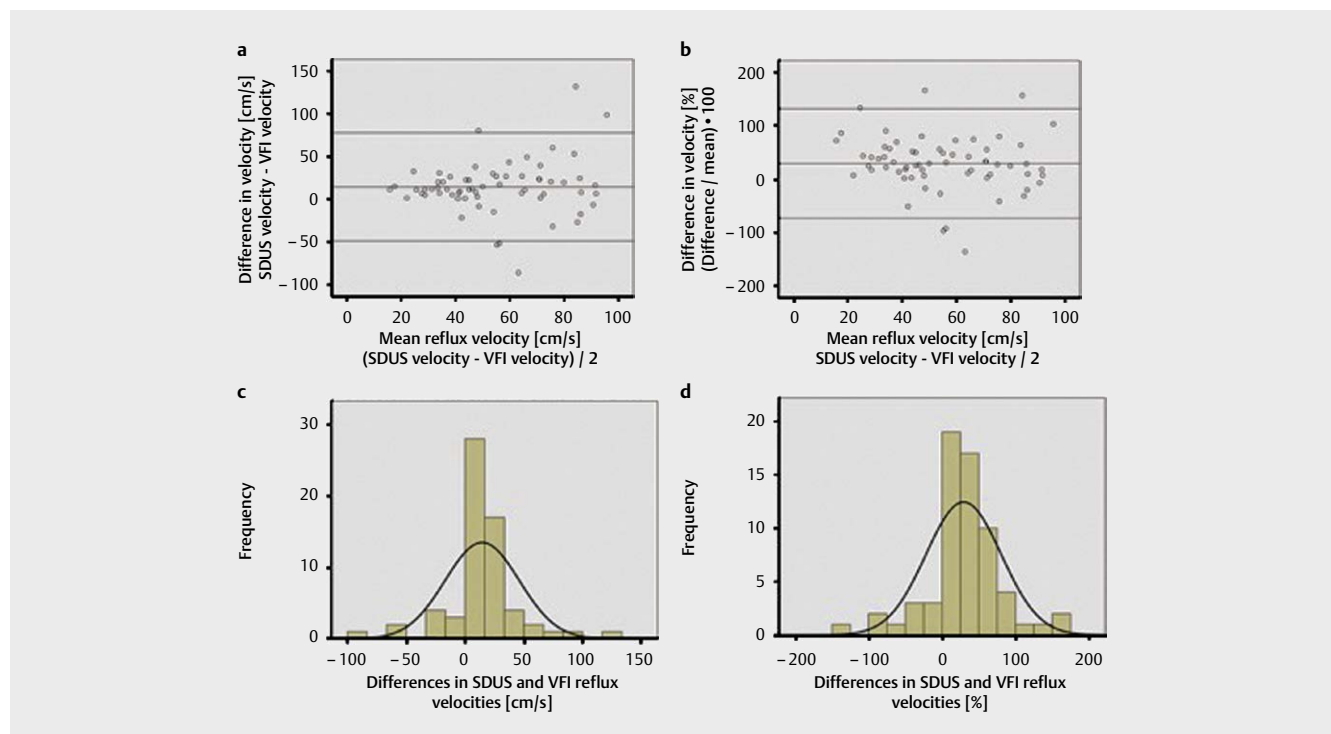 a
Difference in velocity [cm/s]
SDUS velocity - VFI velocity
150
100
50
0
– 50
– 100
0 20 40 60 80 100
Mean reflux velocity [cm/s]
(SDUS velocity - VFI velocity) / 2
b
Difference in velocity [%]
(Difference / mean) • 100
200
100
0
– 100
– 200
0 20 40 60 80 100
Mean reflux velocity [cm/s]
SDUS velocity - VFI velocity / 2
c
Frequency
30
20
10
0
– 100 – 50 0 50 100 150
Differences in SDUS and VFI reflux
velocities [cm/s]
d
Frequency
20
15
10
5
0
– 200 – 100 0 100 200
Differences in SDUS and VFI reflux
velocities [%]